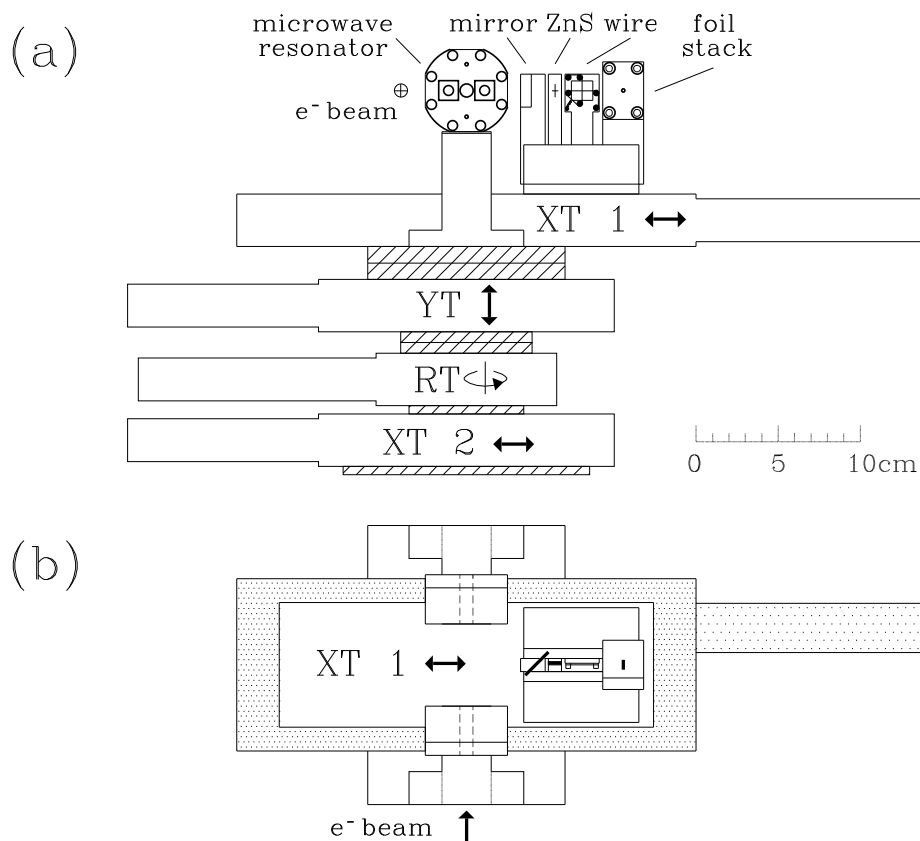 (a)
microwave
resonator
mirror ZnS wire
foil
stack
e⁻ beam
XT 1
YT
RT
XT 2
0 5 10cm
(b)
XT 1
e⁻ beam